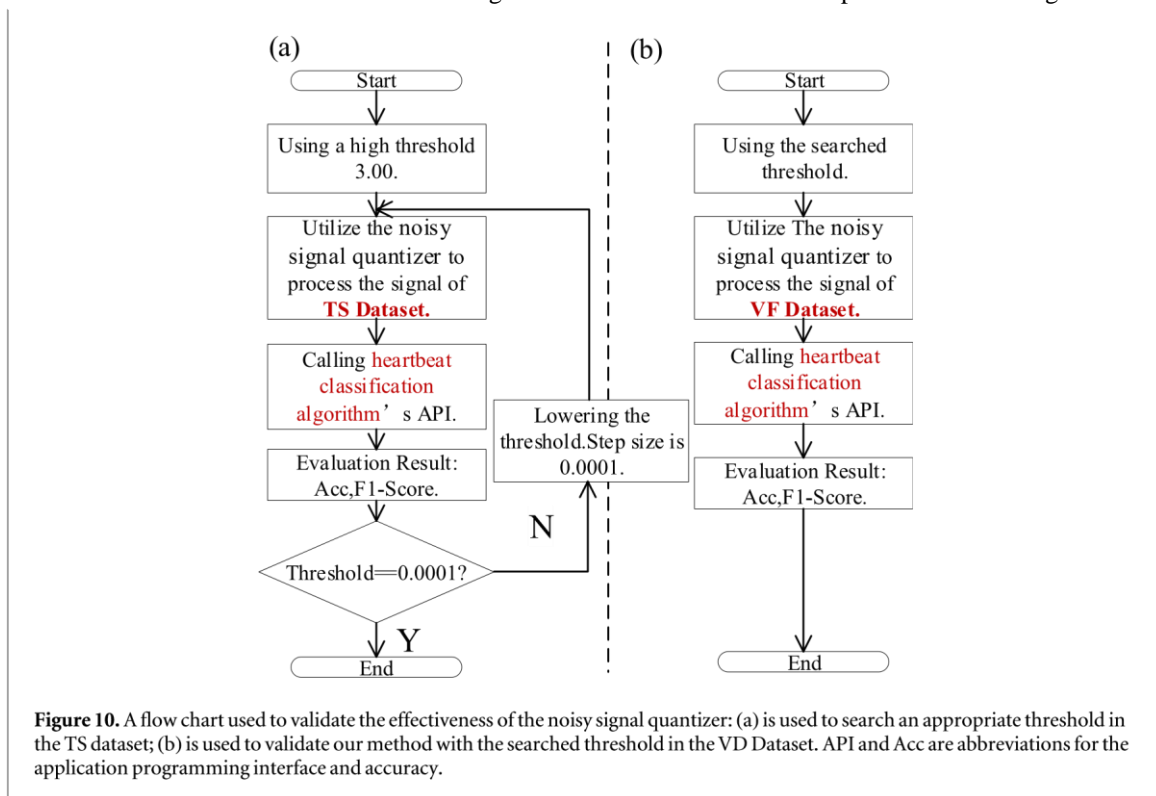 (a)
Start
Using a high threshold
3.00.
Utilize the noisy
signal quantizer to
process the signal of
TS Dataset.
Calling heartbeat
classification
algorithm’s API.
Evaluation Result:
Acc,F1-Score.
Threshold==0.0001?
N
Lowering the
threshold.Step size is
0.0001.
Y
End
(b)
Start
Using the searched
threshold.
Utilize The noisy
signal quantizer to
process the signal of
VF Dataset.
Calling heartbeat
classification
algorithm’s API.
Evaluation Result:
Acc,F1-Score.
End
Figure 10. A flow chart used to validate the effectiveness of the noisy signal quantizer: (a) is used to search an appropriate threshold in
the TS dataset; (b) is used to validate our method with the searched threshold in the VD Dataset. API and Acc are abbreviations for the
application programming interface and accuracy.